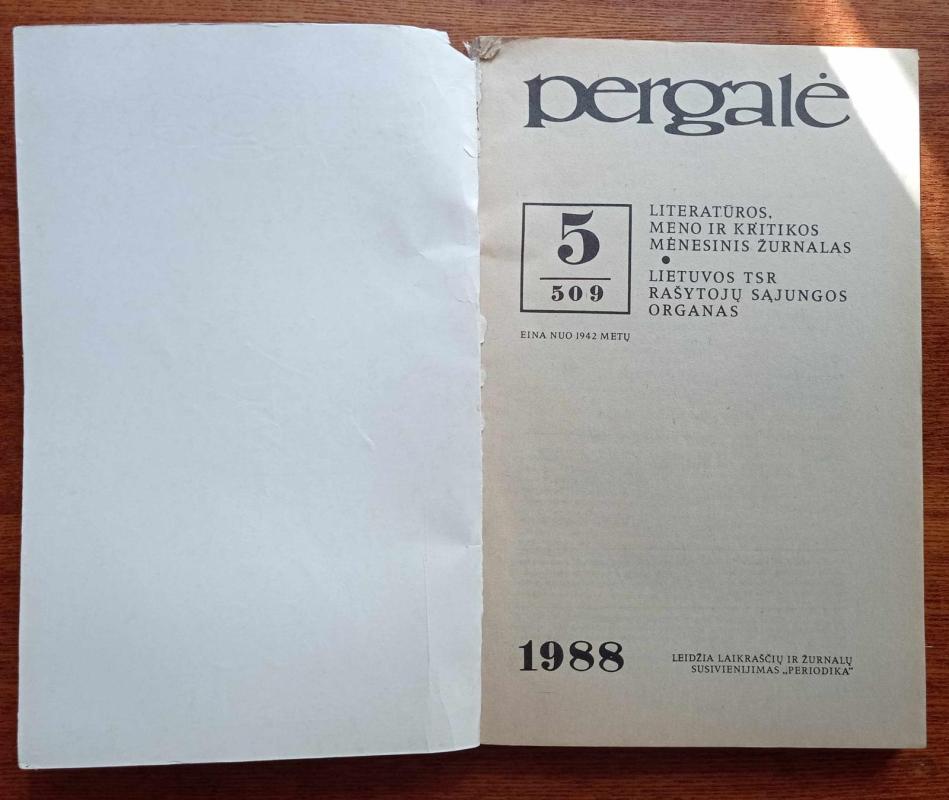 pergalė
5
509
LITERATŪROS,
MENO IR KRITIKOS
MĖNESINIS ŽURNALAS
•
LIETUVOS TSR
RAŠYTOJŲ SĄJUNGOS
ORGANAS
EINA NUO 1942 METŲ
1988
LEIDŽIA LAIKRAŠČIŲ IR ŽURNALŲ
SUSIVIENIJIMAS „PERIODIKA“